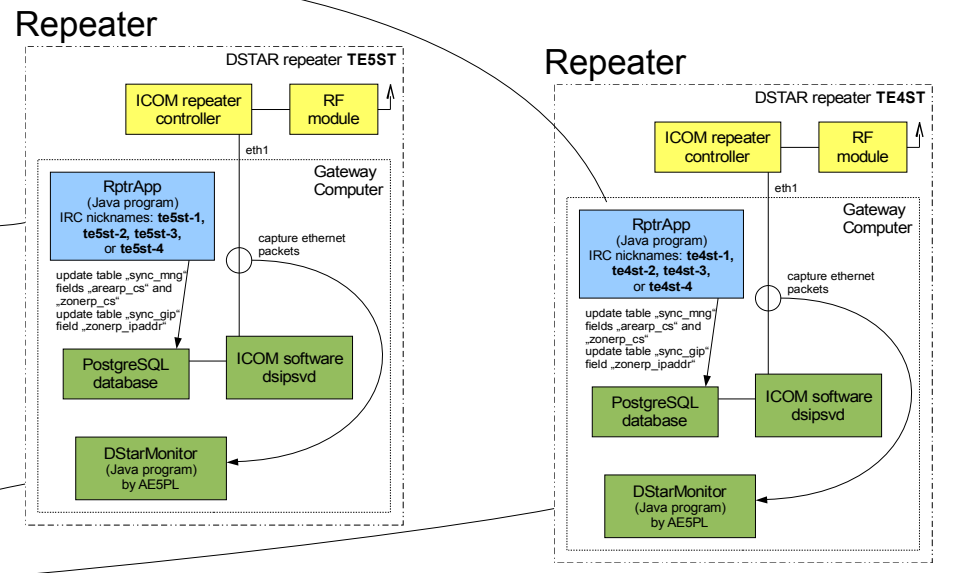 Repeater
DSTAR repeater TE5ST
ICOM repeater
controller
RF
module
eth1
Gateway
Computer
RptrApp
(Java program)
IRC nicknames: te5st-1,
te5st-2, te5st-3,
or te5st-4
capture ethernet
packets
update table „sync_mng“
fields „arearp_cs“ and
„zonerp_cs“
update table „sync_gip“
field „zonerp_ipaddr“
PostgreSQL
database
ICOM software
dsipsvd
DStarMonitor
(Java program)
by AE5PL
Repeater
DSTAR repeater TE4ST
ICOM repeater
controller
RF
module
eth1
Gateway
Computer
RptrApp
(Java program)
IRC nicknames: te4st-1,
te4st-2, te4st-3,
or te4st-4
capture ethernet
packets
update table „sync_mng“
fields „arearp_cs“ and
„zonerp_cs“
update table „sync_gip“
field „zonerp_ipaddr“
PostgreSQL
database
ICOM software
dsipsvd
DStarMonitor
(Java program)
by AE5PL